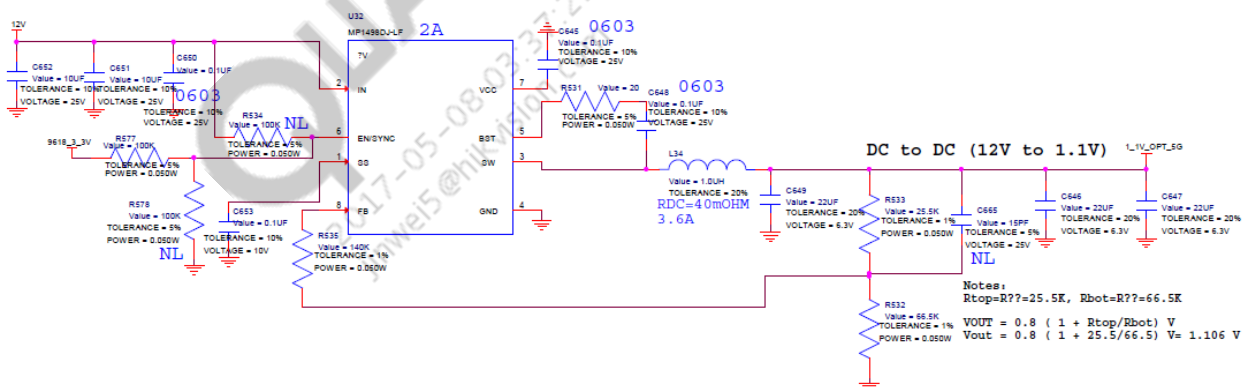 12V
U32
MP1498DJ-LF
2A
?V
C652
Value = 10UF
TOLERANCE = 10%
VOLTAGE = 25V
C651
Value = 10UF
TOLERANCE = 10%
VOLTAGE = 25V
C650
Value = 0.1UF
0603
TOLERANCE = 10%
VOLTAGE = 25V
R534
Value = 100K
NL
TOLERANCE = 5%
POWER = 0.050W
9618_3_3V
R577
Value = 100K
TOLERANCE = 5%
POWER = 0.050W
R578
Value = 100K
TOLERANCE = 5%
POWER = 0.050W
NL
C653
Value = 0.1UF
TOLERANCE = 10%
VOLTAGE = 10V
R535
Value = 140K
TOLERANCE = 1%
POWER = 0.050W
2 IN
6 EN/SYNC
1 SS
8 FB
VCC 7
BST 5
SW 3
GND 4
C645
0603
Value = 0.1UF
TOLERANCE = 10%
VOLTAGE = 25V
R531
Value = 20
TOLERANCE = 5%
POWER = 0.050W
0603
C648
Value = 0.1UF
TOLERANCE = 10%
VOLTAGE = 25V
L34
Value = 1.0UH
TOLERANCE = 20%
RDC=40mOHM
3.6A
DC to DC (12V to 1.1V)
1_1V_OPT_5G
C649
Value = 22UF
TOLERANCE = 20%
VOLTAGE = 6.3V
R533
Value = 25.5K
TOLERANCE = 1%
POWER = 0.050W
C665
Value = 15PF
TOLERANCE = 5%
VOLTAGE = 25V
NL
C646
Value = 22UF
TOLERANCE = 20%
VOLTAGE = 6.3V
C647
Value = 22UF
TOLERANCE = 20%
VOLTAGE = 6.3V
R532
Value = 66.5K
TOLERANCE = 1%
POWER = 0.050W
Notes:
Rtop=R??=25.5K, Rbot=R??=66.5K
VOUT = 0.8 ( 1 + Rtop/Rbot) V
Vout = 0.8 ( 1 + 25.5/66.5) V= 1.106 V